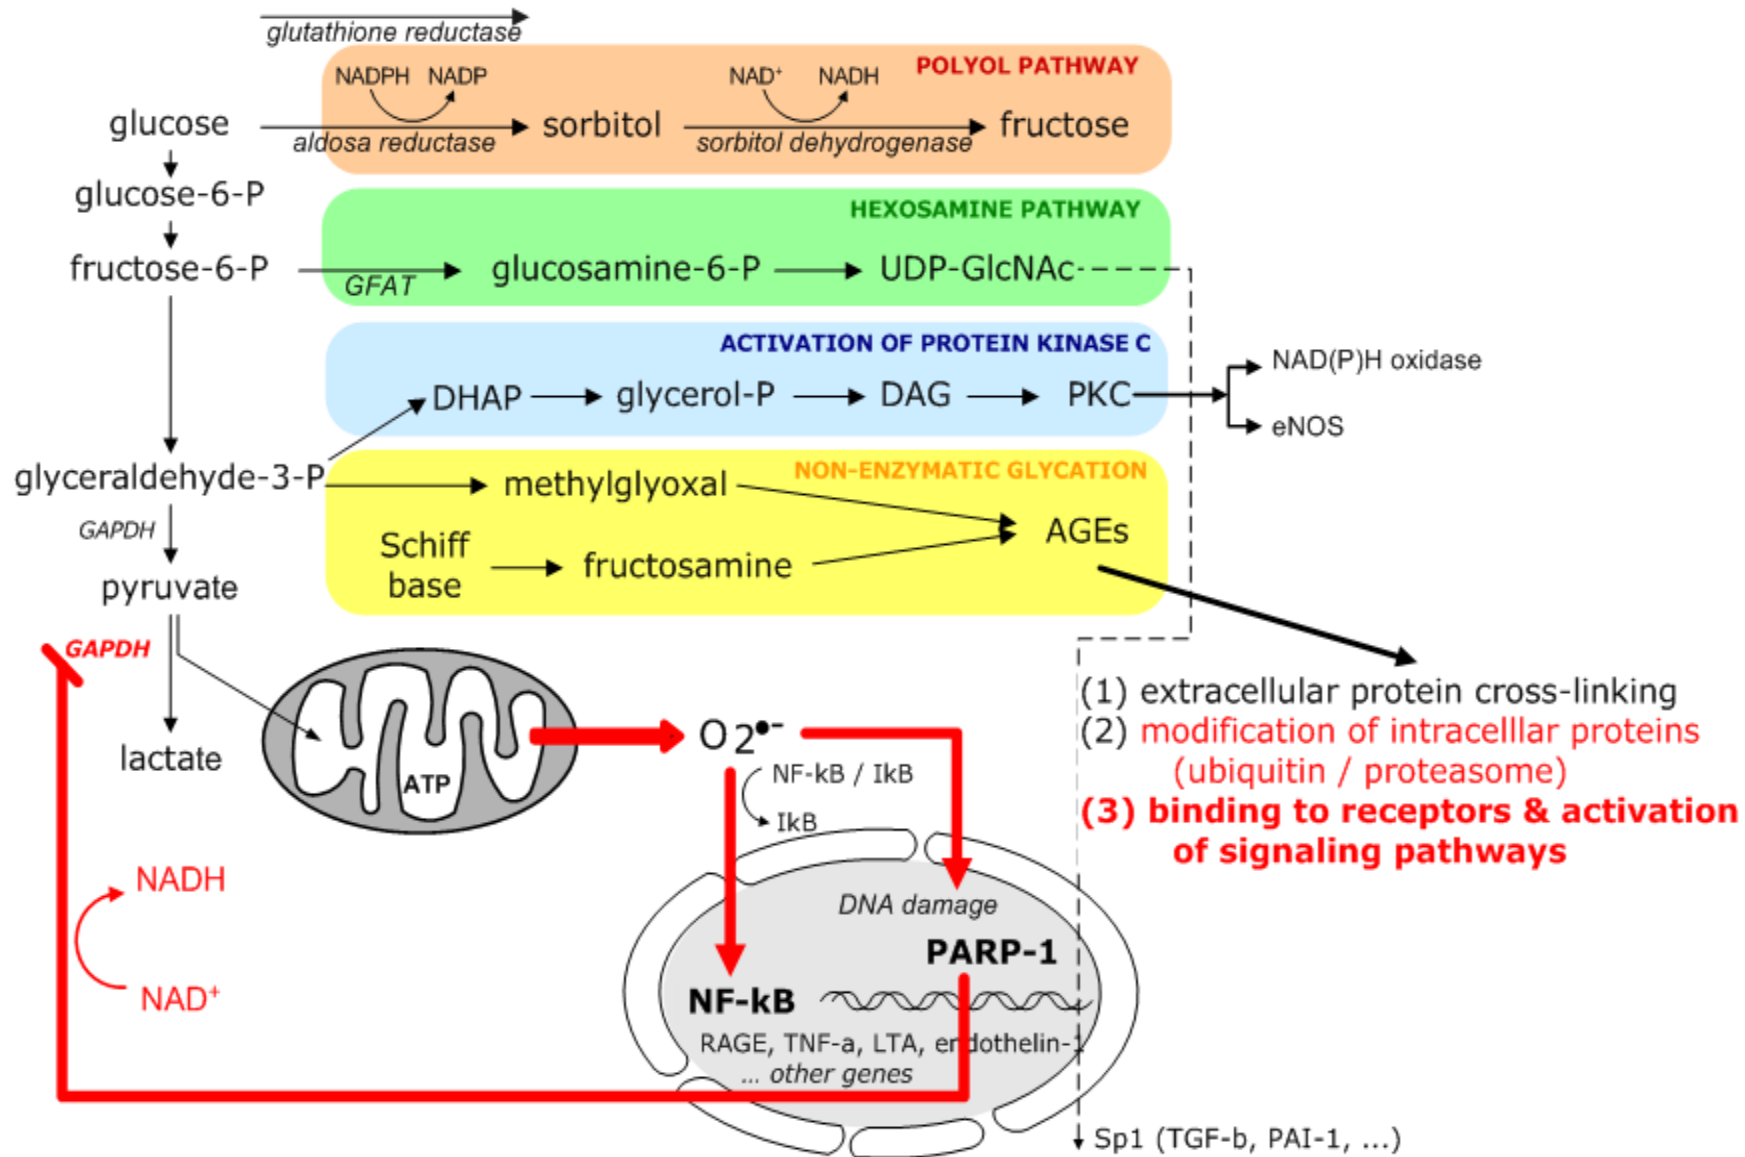 glutathione reductase
POLYOL PATHWAY
NADPH NADP
NAD+ NADH
glucose
aldosa reductase
sorbitol
sorbitol dehydrogenase
fructose
glucose-6-P
HEXOSAMINE PATHWAY
fructose-6-P
GFAT
glucosamine-6-P
UDP-GlcNAc
ACTIVATION OF PROTEIN KINASE C
DHAP
glycerol-P
DAG
PKC
NAD(P)H oxidase
eNOS
glyceraldehyde-3-P
NON-ENZYMATIC GLYCATION
methylglyoxal
GAPDH
Schiff
base
fructosamine
AGEs
pyruvate
GAPDH
lactate
ATP
O2•-
NF-kB / IkB
IkB
(1) extracellular protein cross-linking
(2) modification of intracelllar proteins
(ubiquitin / proteasome)
(3) binding to receptors & activation
of signaling pathways
NADH
NAD+
DNA damage
PARP-1
NF-kB
RAGE, TNF-a, LTA, endothelin-1
... other genes
Sp1 (TGF-b, PAI-1, ...)